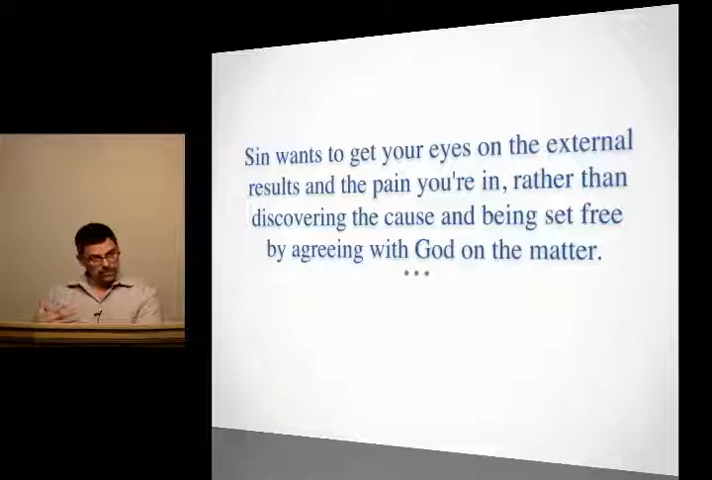 Sin wants to get your eyes on the external
results and the pain you're in, rather than
discovering the cause and being set free
by agreeing with God on the matter.
•••